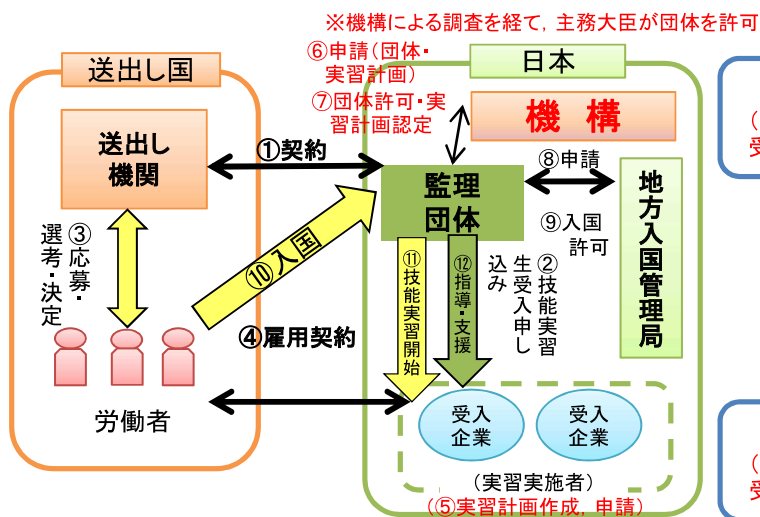 ※機構による調査を経て，主務大臣が団体を許可
送出し国
⑥申請（団体・
実習計画）
⑦団体許可・実
習計画認定
日本
機　構
送出し
機関
①契約
監理
団体
⑧申請
⑨入国
許可
地方入国管理局
③応募・
選考・決定
⑩入国
⑪技能実習開始
⑫指導・支援
②技能実習
生受入申し
込み
④雇用契約
労働者
受入
企業
受入
企業
（実習実施者）
（⑤実習計画作成，申請）
（
受
（
受